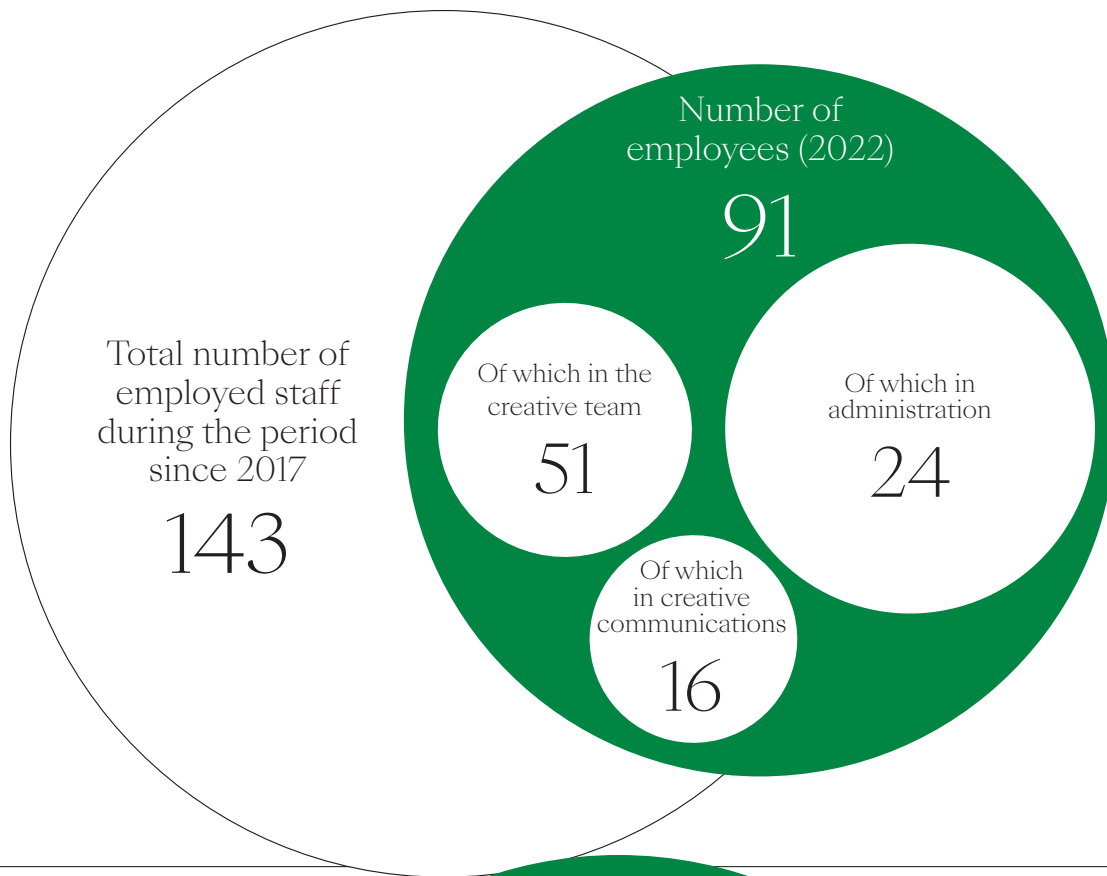 Number of
employees (2022)
91
Total number of
employed staff
during the period
since 2017
143
Of which in the
creative team
51
Of which in
administration
24
Of which
in creative
communications
16